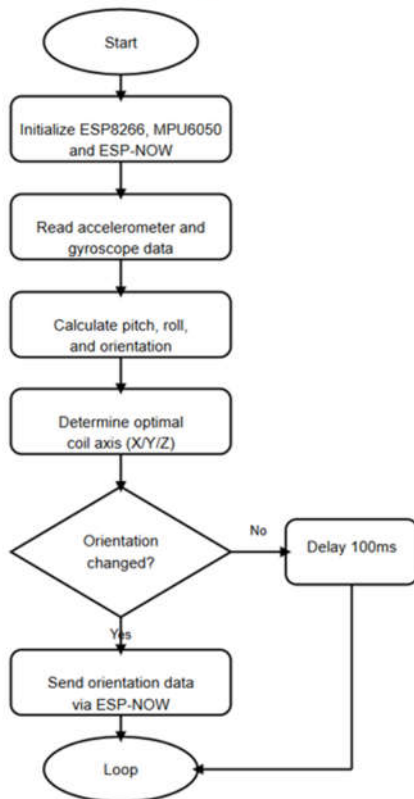 Start
Initialize ESP8266, MPU6050
and ESP-NOW
Read accelerometer and
gyroscope data
Calculate pitch, roll,
and orientation
Determine optimal
coil axis (X/Y/Z)
Orientation
changed?
No
Delay 100ms
Yes
Send orientation data
via ESP-NOW
Loop